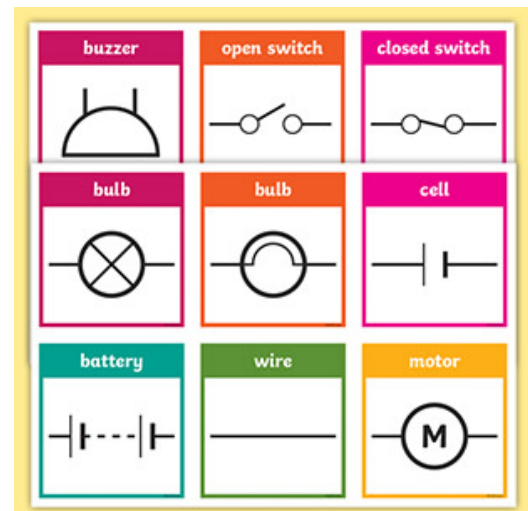 buzzer
open switch
closed switch
bulb
bulb
cell
battery
wire
motor
M